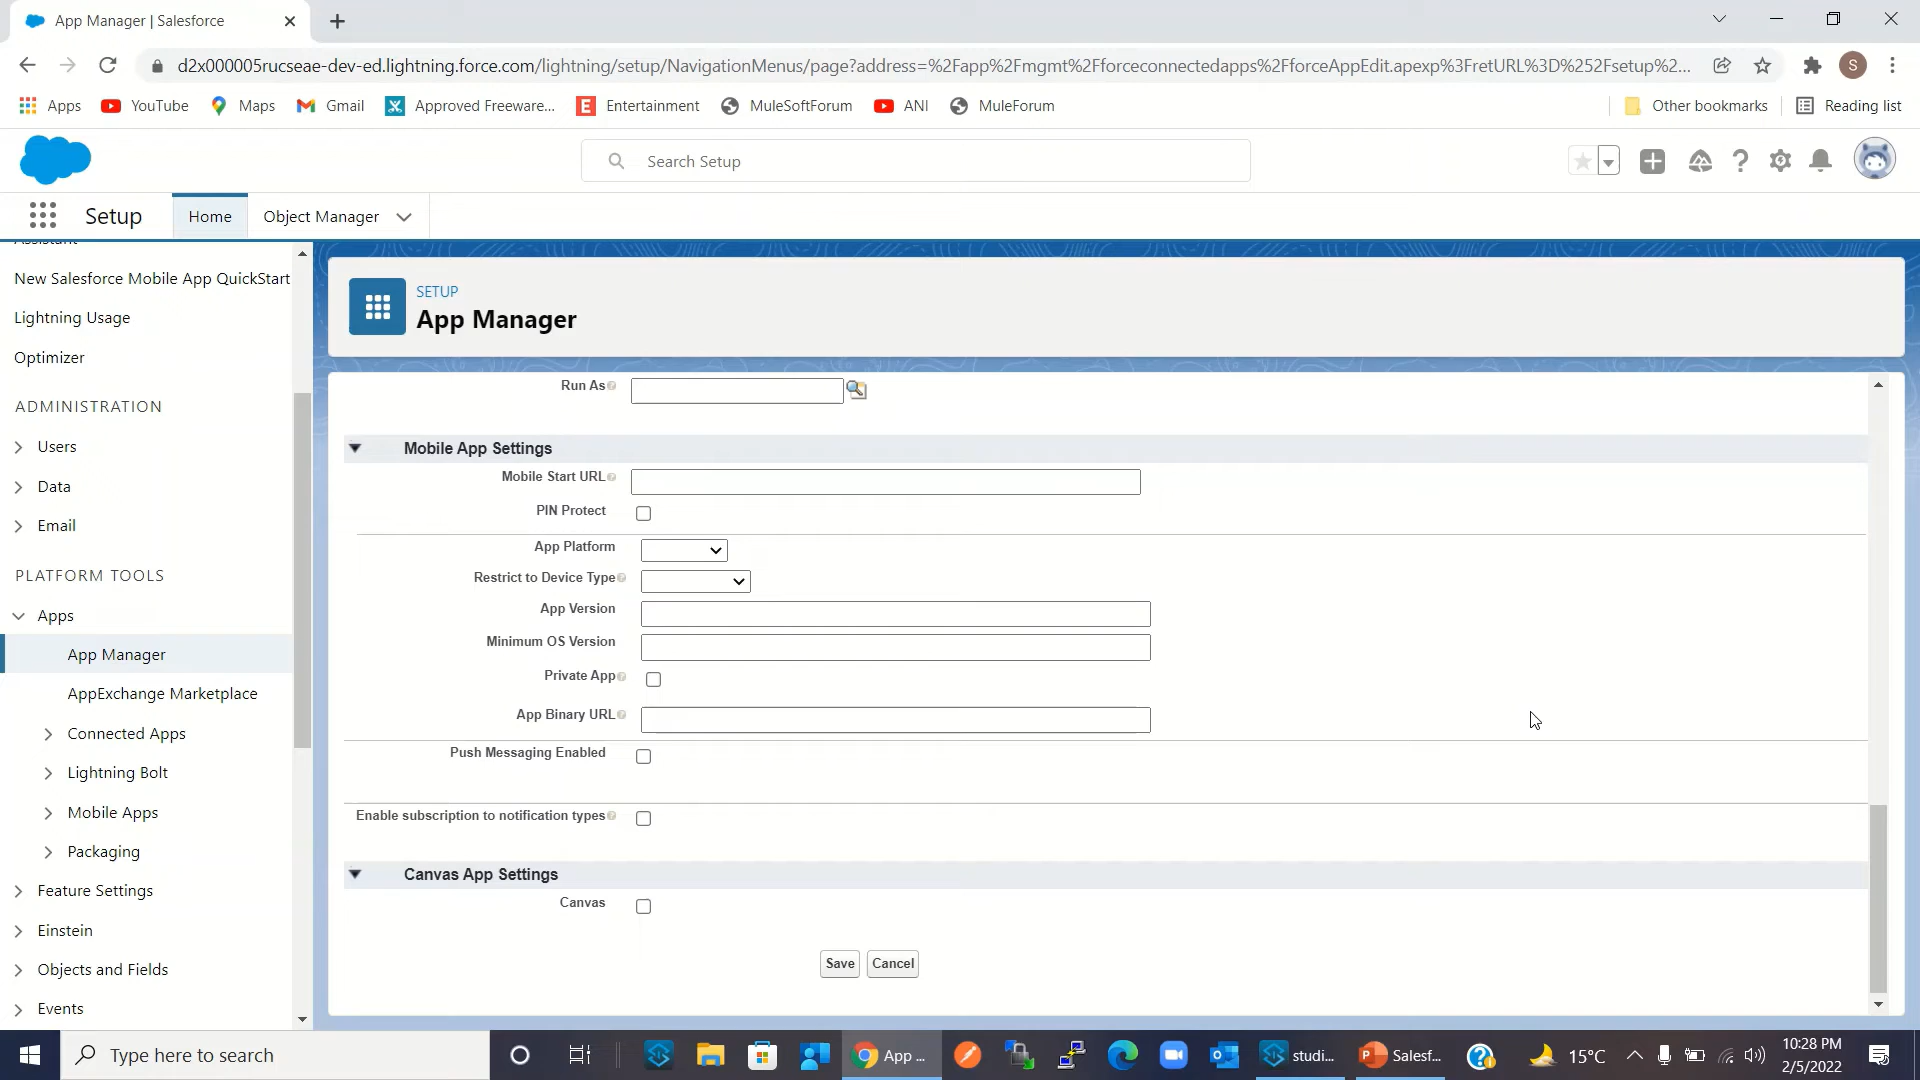 App Manager | Salesforce
d2x000005rucseae-dev-ed.lightning.force.com/lightning/setup/NavigationMenus/page?address=%2Fapp%2Fmgmt%2Fforceconnectedapps%2FforceAppEdit.apexp%3FretURL%3D%252Fsetup%2...
S
Apps YouTube Maps Gmail Approved Freeware... Entertainment MuleSoftForum ANI MuleForum Other bookmarks Reading list
Search Setup
Setup Home Object Manager
Assistant
New Salesforce Mobile App QuickStart
Lightning Usage
Optimizer
ADMINISTRATION
Users
Data
Email
PLATFORM TOOLS
Apps
App Manager
AppExchange Marketplace
Connected Apps
Lightning Bolt
Mobile Apps
Packaging
Feature Settings
Einstein
Objects and Fields
Events
SETUP
App Manager
Run As
Mobile App Settings
Mobile Start URL
PIN Protect
App Platform
Restrict to Device Type
App Version
Minimum OS Version
Private App
App Binary URL
Push Messaging Enabled
Enable subscription to notification types
Canvas App Settings
Canvas
Save Cancel
Type here to search
App ...
studi...
Salesf...
15°C
10:28 PM
2/5/2022